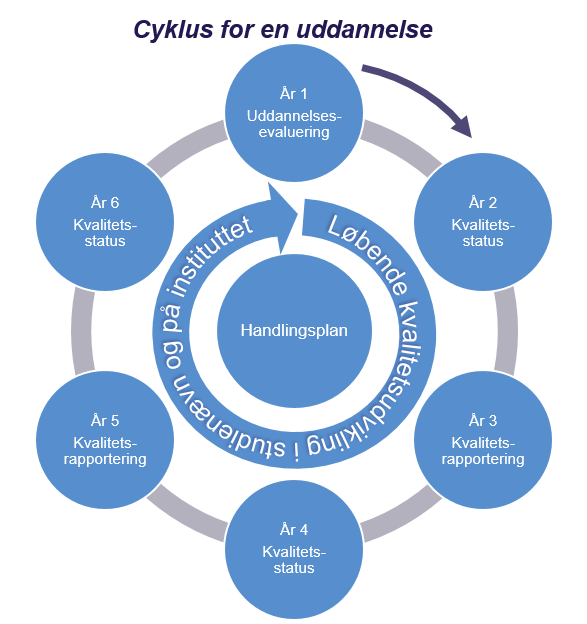 Cyklus for en uddannelse
År 1
Uddannelses-
evaluering
År 2
Kvalitets-
status
År 3
Kvalitets-
rapportering
År 4
Kvalitets-
status
År 5
Kvalitets-
rapportering
År 6
Kvalitets-
status
Løbende kvalitetsudvikling i studienævn og på instituttet
Handlingsplan